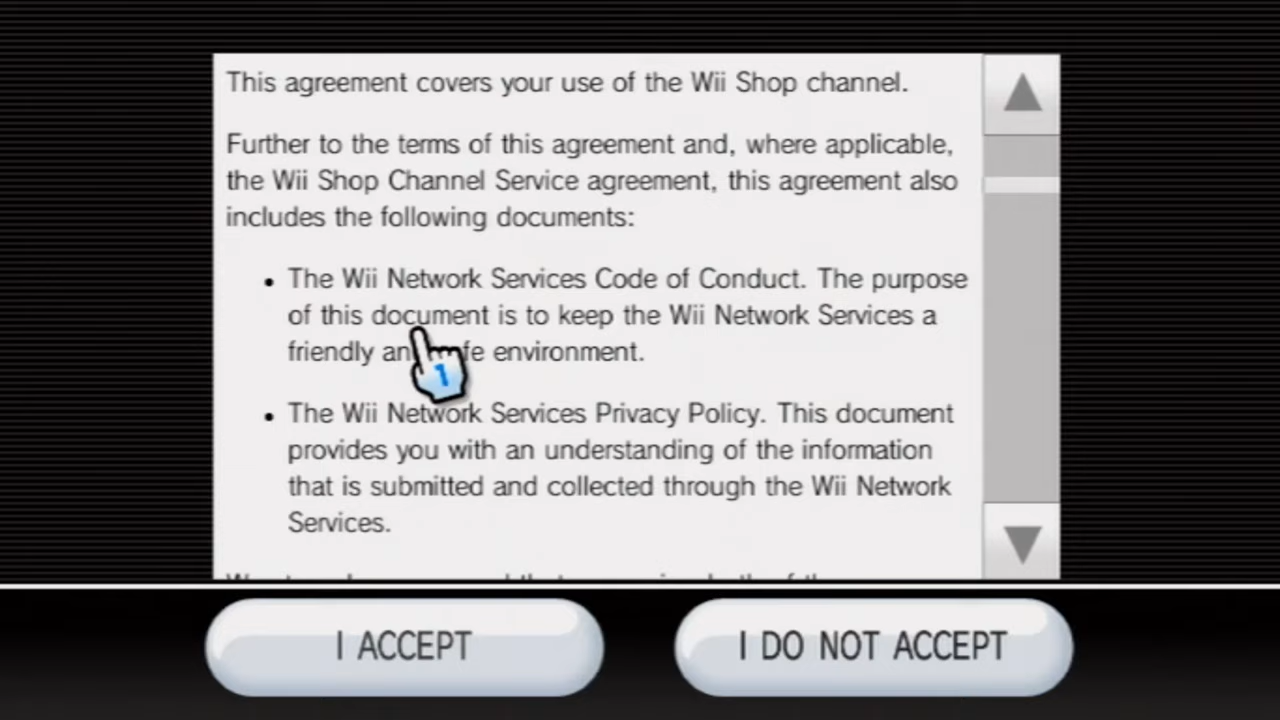 This agreement covers your use of the Wii Shop channel.
Further to the terms of this agreement and, where applicable,
the Wii Shop Channel Service agreement, this agreement also
includes the following documents:
• The Wii Network Services Code of Conduct. The purpose
of this document is to keep the Wii Network Services a
friendly and safe environment.
• The Wii Network Services Privacy Policy. This document
provides you with an understanding of the information
that is submitted and collected through the Wii Network
Services.
1
I ACCEPT
I DO NOT ACCEPT